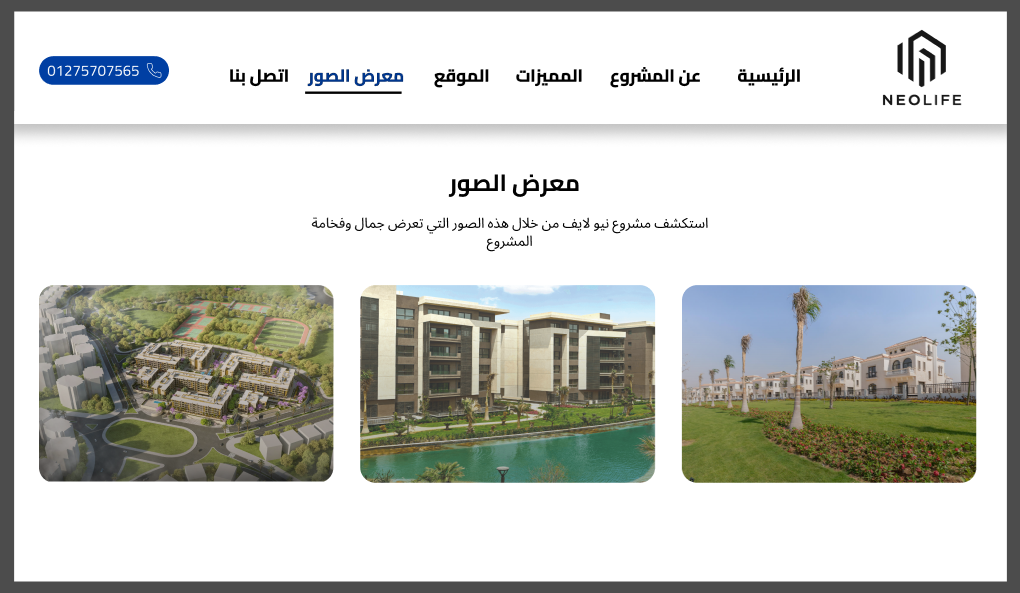 NEOLIFE
الرئيسية
عن المشروع
المميزات
الموقع
معرض الصور
اتصل بنا
01275707565
معرض الصور
استكشف مشروع نيو لايف من خلال هذه الصور التي تعرض جمال وفخامة
المشروع